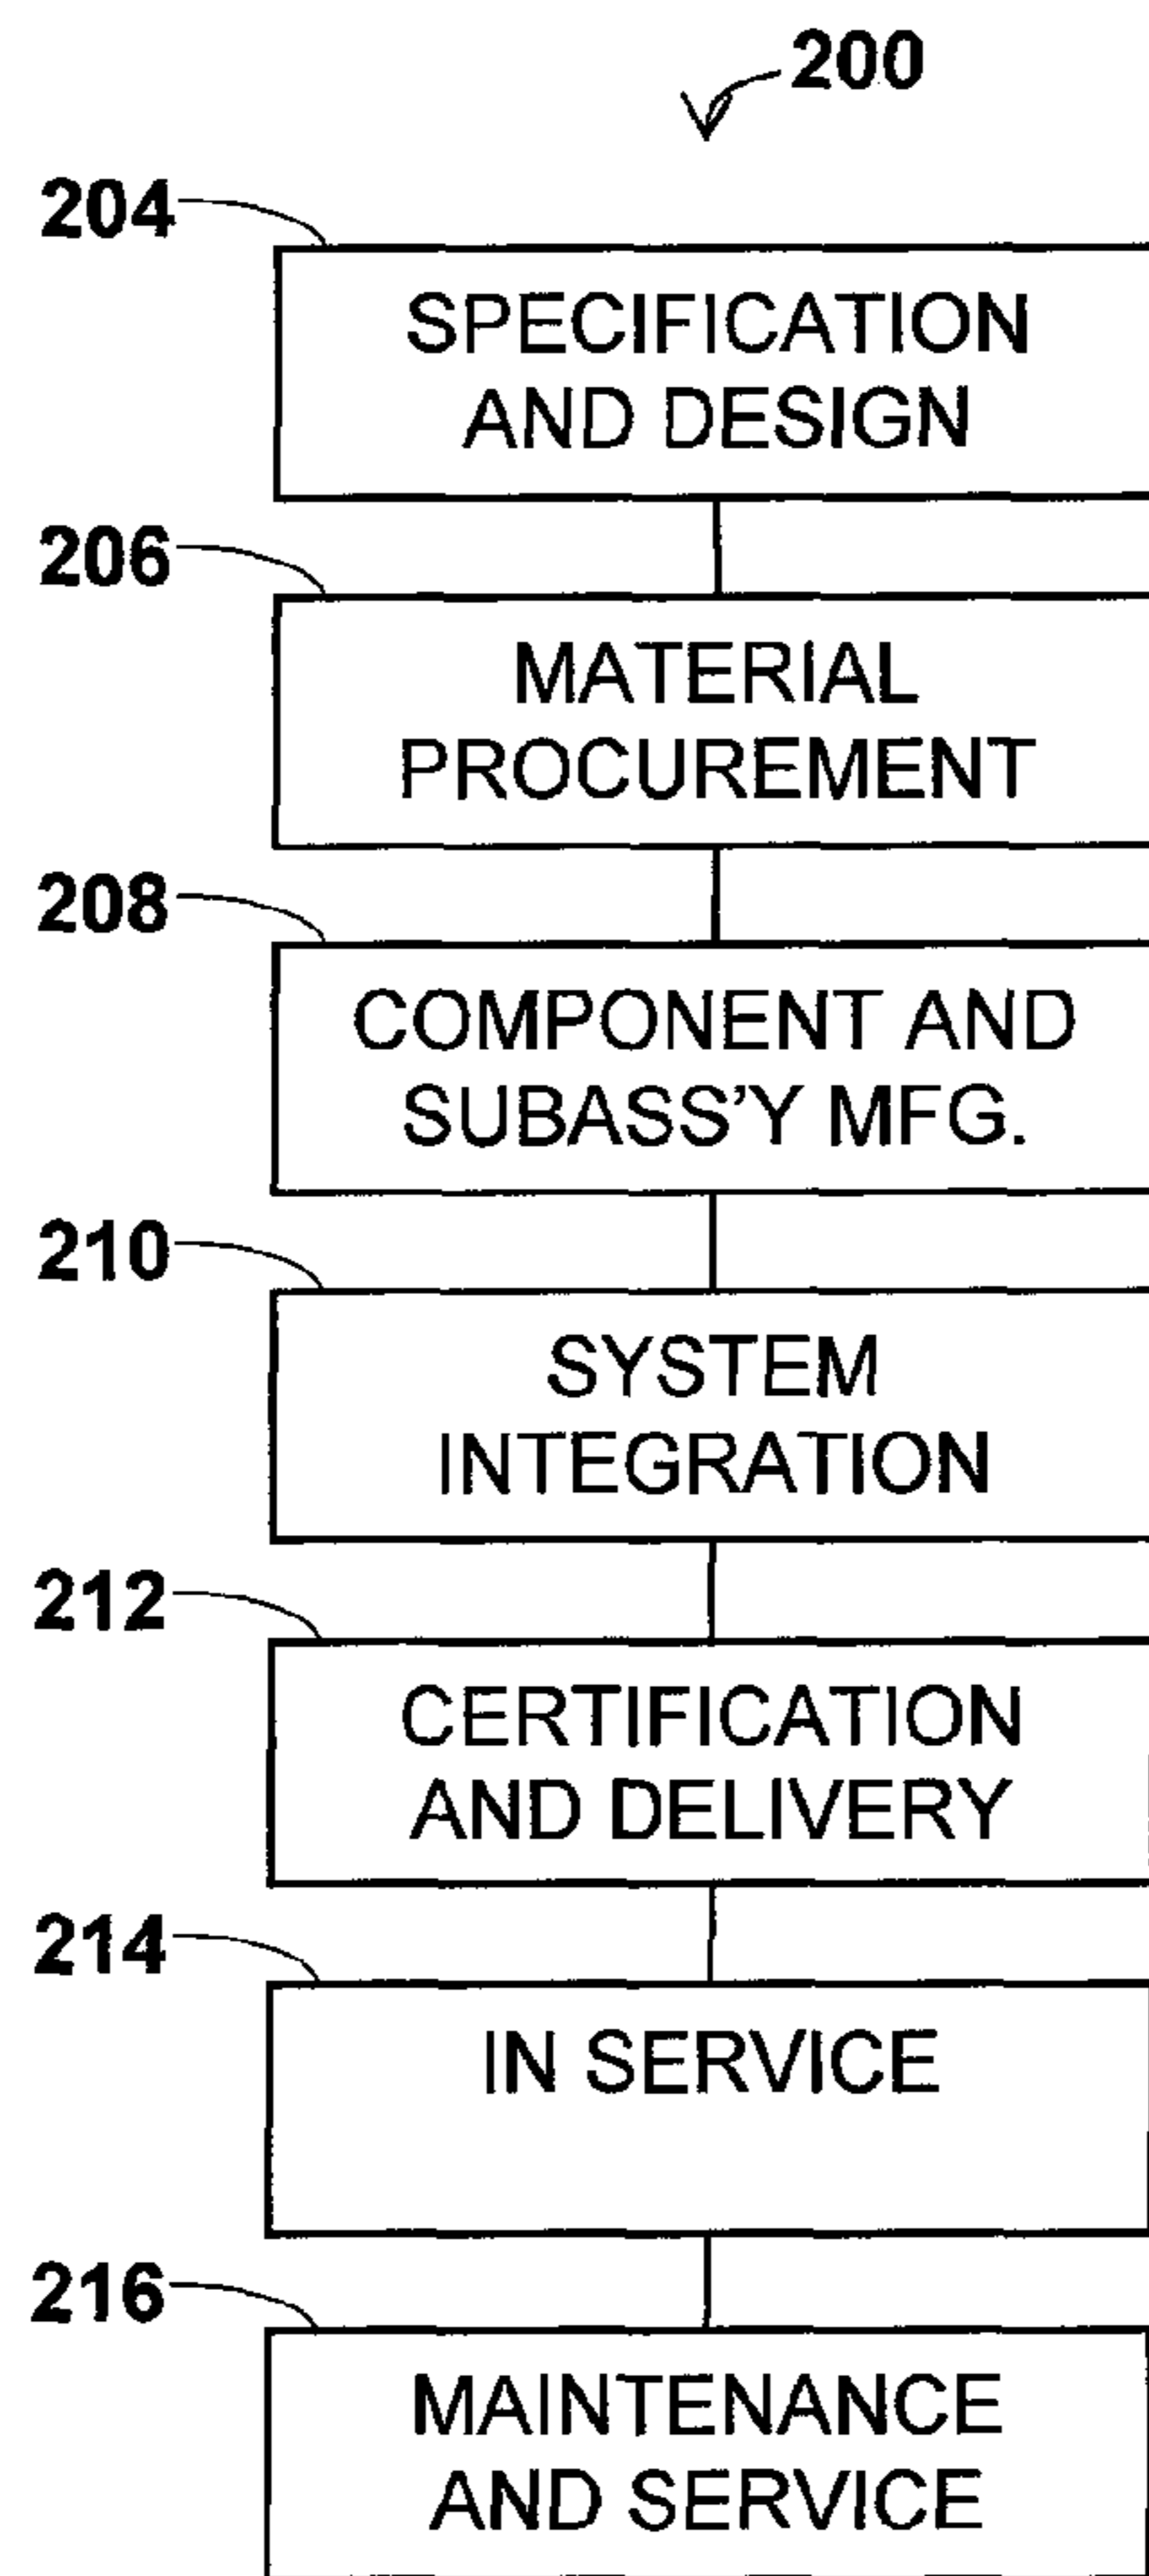 200
204
SPECIFICATION
AND DESIGN
206
MATERIAL
PROCUREMENT
208
COMPONENT AND
SUBASS'Y MFG.
210
SYSTEM
INTEGRATION
212
CERTIFICATION
AND DELIVERY
214
IN SERVICE
216
MAINTENANCE
AND SERVICE